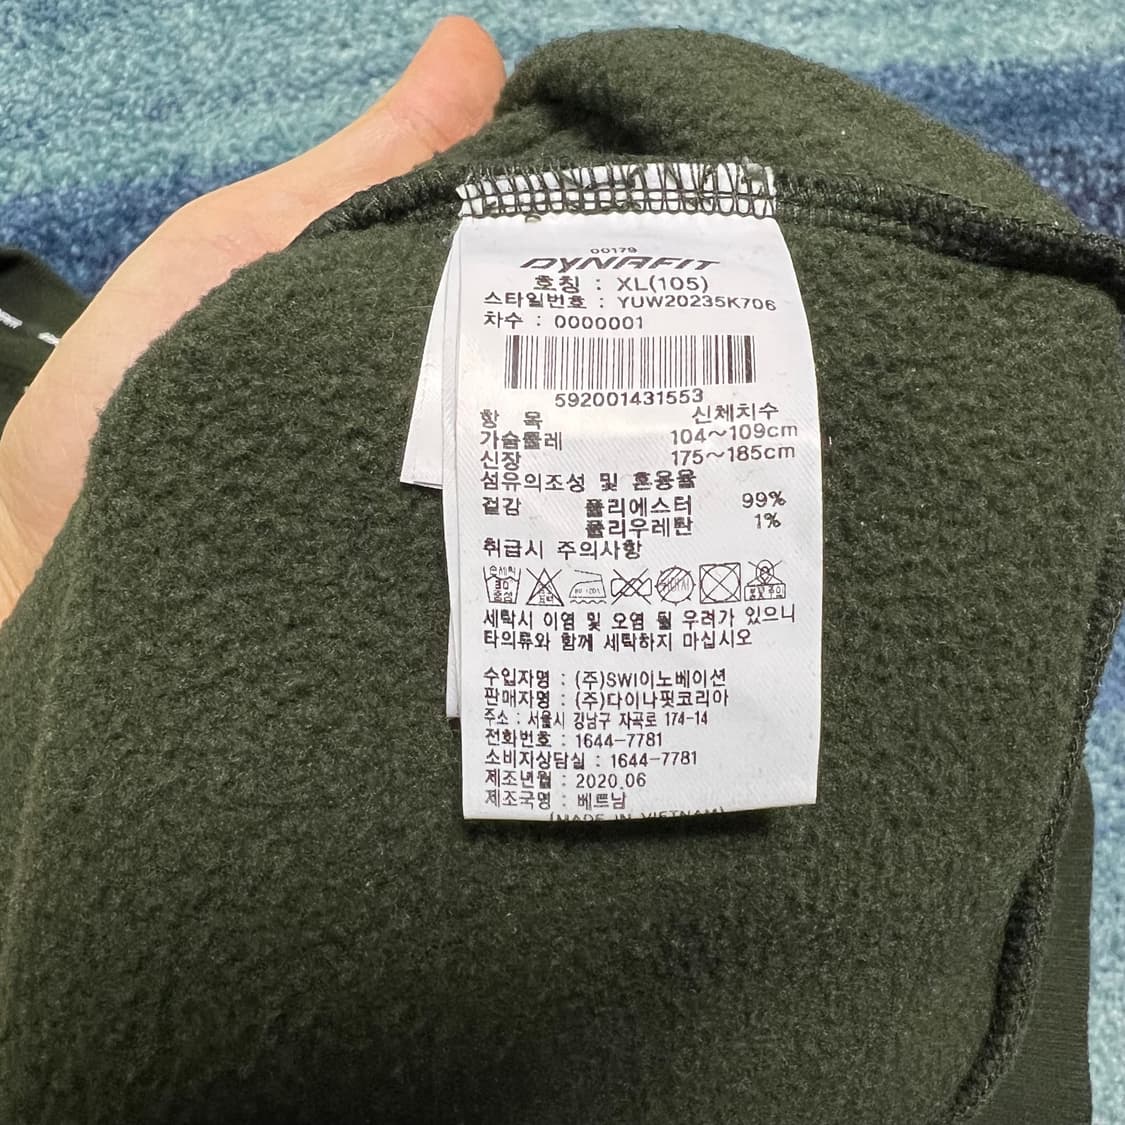 00179
DYNAFIT
호칭 : XL(105)
스타일번호 : YUW20235K706
차수 : 0000001
592001431553
항 목 신체치수
가슴둘레 104~109cm
신장 175~185cm
섬유의조성 및 혼용율
겉감 폴리에스터 99%
폴리우레탄 1%
취급시 주의사항
손세탁
30
중성
세탁시 이염 및 오염 될 우려가 있으니
타의류와 함께 세탁하지 마십시오
수입자명 : (주)SWI이노베이션
판매자명 : (주)다이나핏코리아
주소 : 서울시 강남구 자곡로 174-14
전화번호 : 1644-7781
소비자상담실 : 1644-7781
제조년월 : 2020.06
제조국명 : 베트남
(MADE IN VIETNAM)